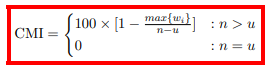 CMI = { 100 × [1 − max{w_i}/(n−u)] : n > u
0 : n = u